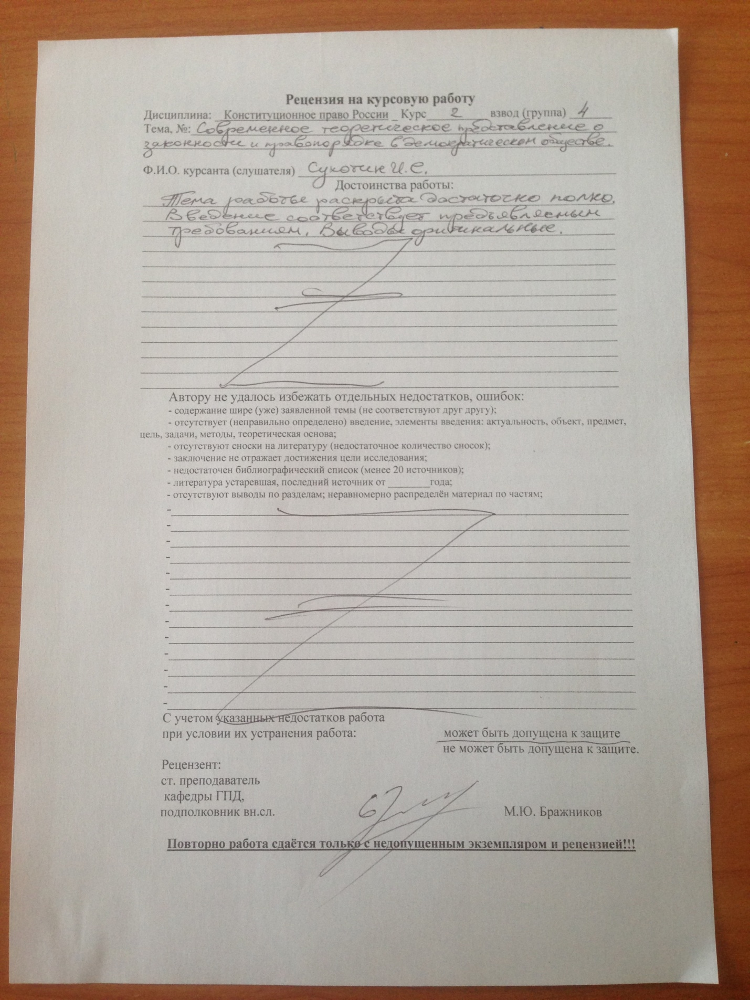 Рецензия на курсовую работу
Дисциплина: _Конституционное право России _ Курс 2 взвод (группа) 4
Тема, №: Современное теоретическое представление о
законности и правопорядке в демократическом обществе.
Ф.И.О. курсанта (слушателя) Сукотин И.С.
Достоинства работы:
Тема работы раскрыта достаточно полно.
Введение соответствует предъявляемым
требованиям. Выводы оригинальные.
Автору не удалось избежать отдельных недостатков, ошибок:
- содержание шире (уже) заявленной темы (не соответствуют друг другу);
- отсутствует (неправильно определено) введение, элементы введения: актуальность, объект, предмет,
цель, задачи, методы, теоретическая основа;
- отсутствуют сноски на литературу (недостаточное количество сносок);
- заключение не отражает достижения цели исследования;
- недостаточен библиографический список (менее 20 источников);
- литература устаревшая, последний источник от ________года;
- отсутствуют выводы по разделам; неравномерно распределён материал по частям;
С учетом указанных недостатков работа
при условии их устранения работа: может быть допущена к защите
не может быть допущена к защите.
Рецензент:
ст. преподаватель
кафедры ГПД,
подполковник вн.сл. М.Ю. Бражников
Повторно работа сдаётся только с недопущенным экземпляром и рецензией!!!